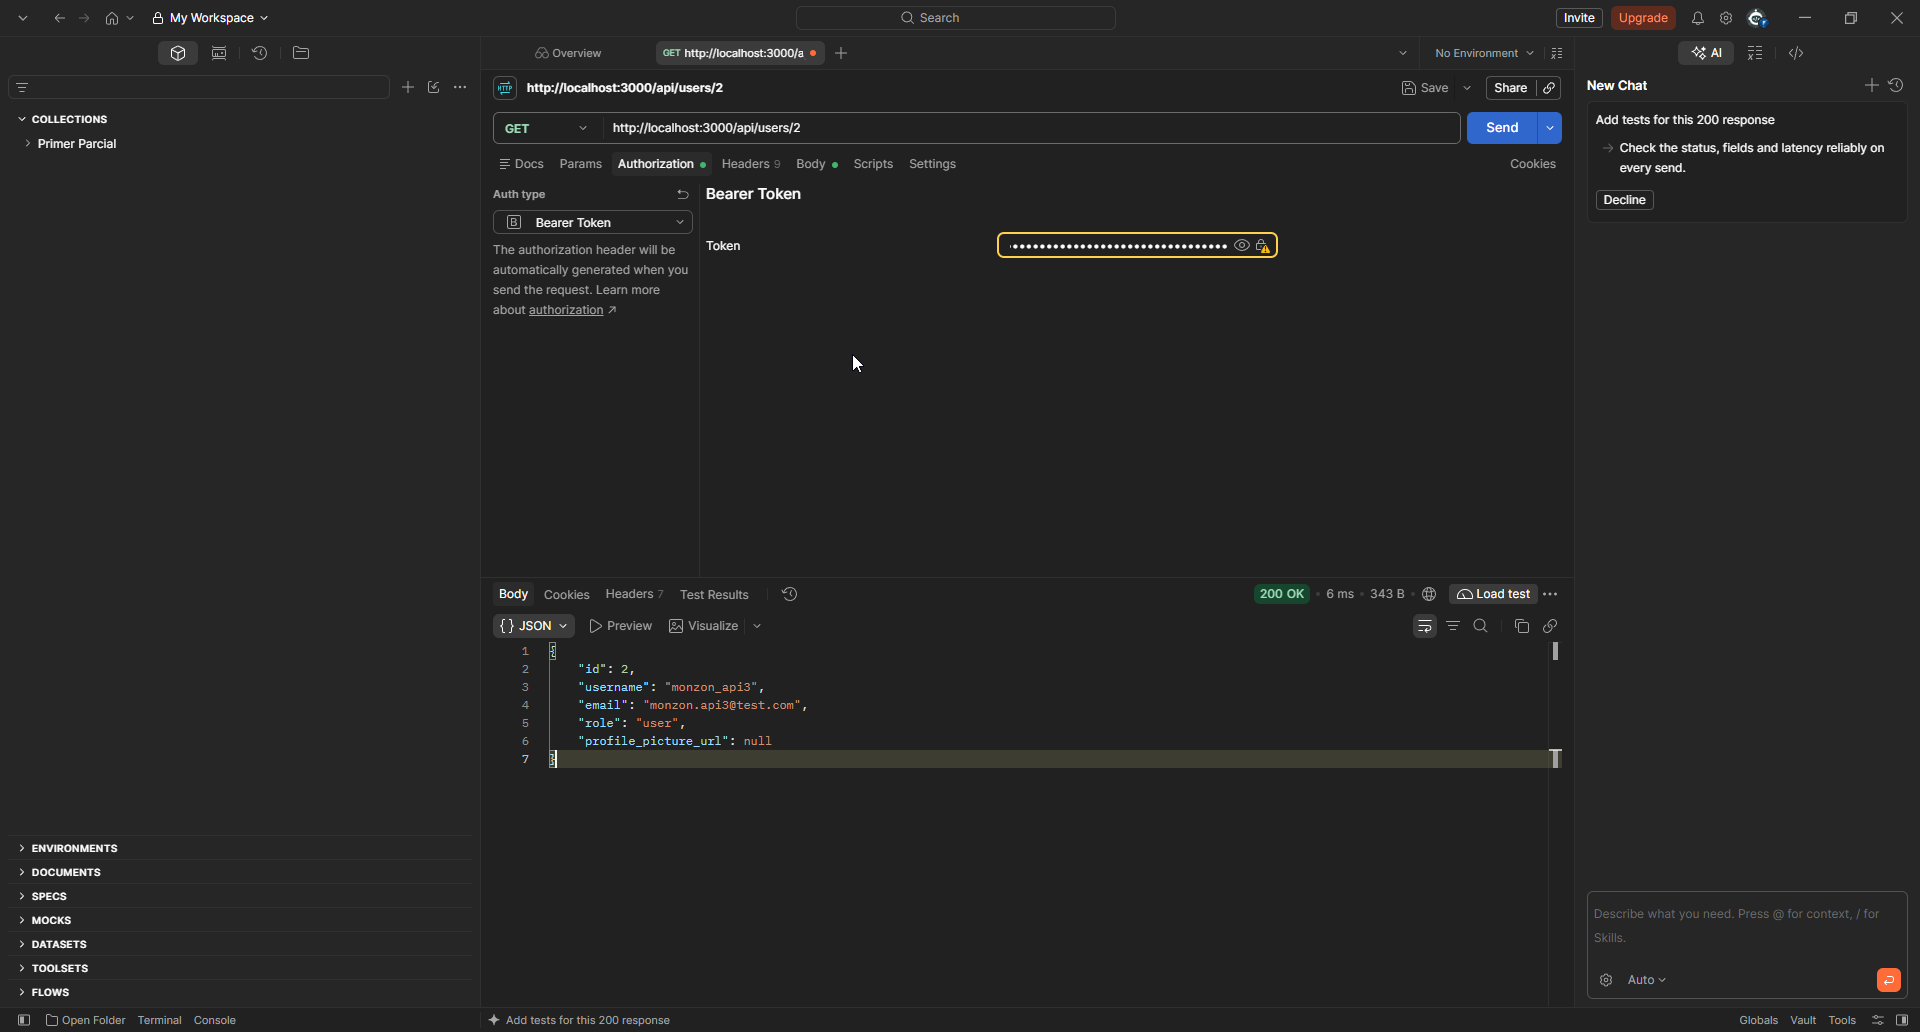 My Workspace
Search
Invite
Upgrade
Overview
GET http://localhost:3000/a
No Environment
AI
HTTP
http://localhost:3000/api/users/2
Save
Share
New Chat
COLLECTIONS
Primer Parcial
GET
http://localhost:3000/api/users/2
Send
Add tests for this 200 response
Check the status, fields and latency reliably on
every send.
Decline
Docs
Params
Authorization
Headers 9
Body
Scripts
Settings
Cookies
Auth type
Bearer Token
B Bearer Token
The authorization header will be
automatically generated when you
send the request. Learn more
about authorization
Token
Body
Cookies
Headers 7
Test Results
200 OK
6 ms
343 B
Load test
{} JSON
Preview
Visualize
1 {
2 "id": 2,
3 "username": "monzon_api3",
4 "email": "monzon.api3@test.com",
5 "role": "user",
6 "profile_picture_url": null
7 }
ENVIRONMENTS
DOCUMENTS
SPECS
MOCKS
DATASETS
TOOLSETS
FLOWS
Describe what you need. Press @ for context, / for
Skills.
Auto
Open Folder
Terminal
Console
Add tests for this 200 response
Globals
Vault
Tools